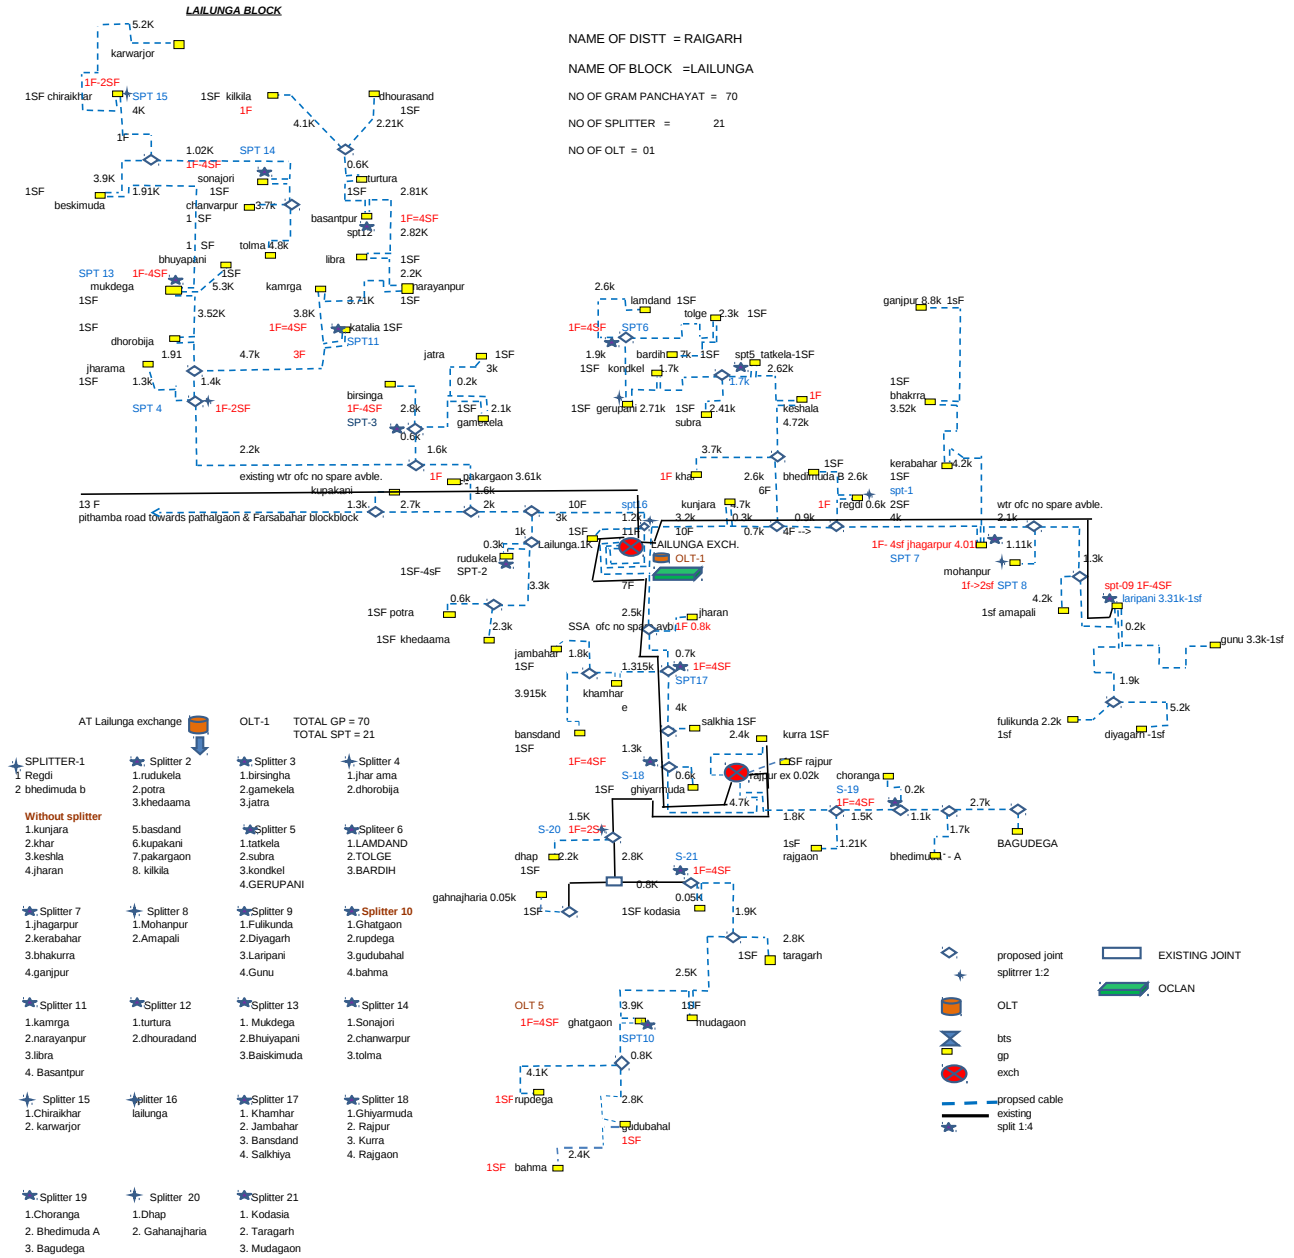 LAILUNGA BLOCK
5.2K
NAME OF DISTT = RAIGARH
karwarjor
NAME OF BLOCK =LAILUNGA
1F-2SF
1SF chiraikhar
SPT 15
1SF kilkila
dhourasand
NO OF GRAM PANCHAYAT = 70
4K
1F
1SF
4.1K
2.21K
NO OF SPLITTER = 21
1F
1.02K
SPT 14
NO OF OLT = 01
1F-4SF
0.6K
3.9K
sonajori
turtura
1SF
1.91K
1SF
1SF
2.81K
beskimuda
chanvarpur
3.7k
1 SF
basantpur
1F=4SF
spt12
2.82K
1 SF
tolma 4.8k
bhuyapani
libra
1SF
SPT 13
1F-4SF
1SF
2.2K
mukdega
5.3K
kamrga
narayanpur
2.6k
1SF
3.71K
1SF
lamdand 1SF
ganjpur 8.8k 1sF
3.52K
3.8K
tolge
2.3k 1SF
1SF
1F=4SF
katalia 1SF
1F=4SF
SPT6
dhorobija
SPT11
1.91
4.7k
3F
jatra
1SF
1.9k
bardih
7k
1SF
spt5
tatkela-1SF
jharama
3k
1SF
kondkel
1.7k
2.62k
1SF
1.3k
1.4k
0.2k
1.7k
1SF
birsinga
1F
bhakrra
SPT 4
1F-2SF
1F-4SF
2.8k
1SF
2.1k
1SF
gerupani
2.71k
1SF
2.41k
keshala
3.52k
SPT-3
gamekela
subra
4.72k
0.6k
2.2k
1.6k
3.7k
kerabahar
4.2k
1SF
existing wtr ofc no spare avble.
1F
pakargaon 3.61k
1F
khar
2.6k
bhedimuda B 2.6k
1SF
kupakani
1.6k
6F
spt-1
13 F
1.3k
2.7k
2k
10F
spt16
kunjara
4.7k
1F
regdi 0.6k
2SF
wtr ofc no spare avble.
pithamba road towards pathalgaon & Farsabahar blockblock
3k
1.2k
3.2k
0.3k
0.9k
4k
2.1k
1k
1SF
11F
10F
0.7k
4F -->
0.3k
Lailunga.1K
LAILUNGA EXCH.
1F- 4sf
jhagarpur 4.01
1.11k
rudukela
OLT-1
SPT 7
1.3k
1SF-4sF
SPT-2
mohanpur
3.3k
7F
1f->2sf
SPT 8
spt-09 1F-4SF
0.6k
4.2k
laripani 3.31k-1sf
1SF potra
2.5k
jharan
1sf amapali
2.3k
SSA ofc no spare avbl
1F 0.8k
0.2k
1SF khedaama
gunu 3.3k-1sf
jambahar
1.8k
0.7k
1SF
1.315k
1F=4SF
SPT17
1.9k
3.915k
khamhar
e
4k
5.2k
AT Lailunga exchange
OLT-1
TOTAL GP = 70
salkhia 1SF
fulikunda 2.2k
TOTAL SPT = 21
bansdand
2.4k
kurra 1SF
1sf
diyagarh -1sf
1SF
1.3k
SPLITTER-1
Splitter 2
Splitter 3
Splitter 4
1F=4SF
1SF rajpur
1 Regdi
1.rudukela
1.birsingha
1.jhar ama
S-18
0.6k
rajpur ex 0.02k
choranga
2 bhedimuda b
2.potra
2.gamekela
2.dhorobija
1SF
ghiyarmuda
S-19
0.2k
3.khedaama
3.jatra
4.7k
1F=4SF
2.7k
Without splitter
1.5K
1.8K
1.5K
1.1k
1.kunjara
5.basdand
Splitter 5
Spliteer 6
S-20
1F=2SF
1.7k
2.khar
6.kupakani
1.tatkela
1.LAMDAND
1sF
1.21K
BAGUDEGA
3.keshla
7.pakargaon
2.subra
2.TOLGE
dhap
2.2k
2.8K
S-21
rajgaon
bhedimuda - A
4.jharan
8. kilkila
3.kondkel
3.BARDIH
1SF
1F=4SF
4.GERUPANI
0.8K
gahnajharia 0.05k
0.05K
Splitter 7
Splitter 8
Splitter 9
Splitter 10
1SF
1SF kodasia
1.9K
1.jhagarpur
1.Mohanpur
1.Fulikunda
1.Ghatgaon
2.kerabahar
2.Amapali
2.Diyagarh
2.rupdega
2.8K
3.bhakurra
3.Laripani
3.gudubahal
1SF
taragarh
proposed joint
EXISTING JOINT
4.ganjpur
4.Gunu
4.bahma
2.5K
splitrrer 1:2
OCLAN
Splitter 11
Splitter 12
Splitter 13
Splitter 14
OLT 5
3.9K
1SF
OLT
1.kamrga
1.turtura
1. Mukdega
1.Sonajori
1F=4SF
ghatgaon
mudagaon
2.narayanpur
2.dhouradand
2.Bhuiyapani
2.chanwarpur
SPT10
bts
3.libra
3.Baiskimuda
3.tolma
0.8K
gp
4. Basantpur
4.1K
exch
Splitter 15
Splitter 16
Splitter 17
Splitter 18
1SF
rupdega
2.8K
propsed cable
1.Chiraikhar
lailunga
1. Khamhar
1.Ghiyarmuda
existing
2. karwarjor
2. Jambahar
2. Rajpur
gudubahal
split 1:4
3. Bansdand
3. Kurra
1SF
4. Salkhiya
4. Rajgaon
2.4K
1SF
bahma
Splitter 19
Splitter 20
Splitter 21
1.Choranga
1.Dhap
1. Kodasia
2. Bhedimuda A
2. Gahanajharia
2. Taragarh
3. Bagudega
3. Mudagaon